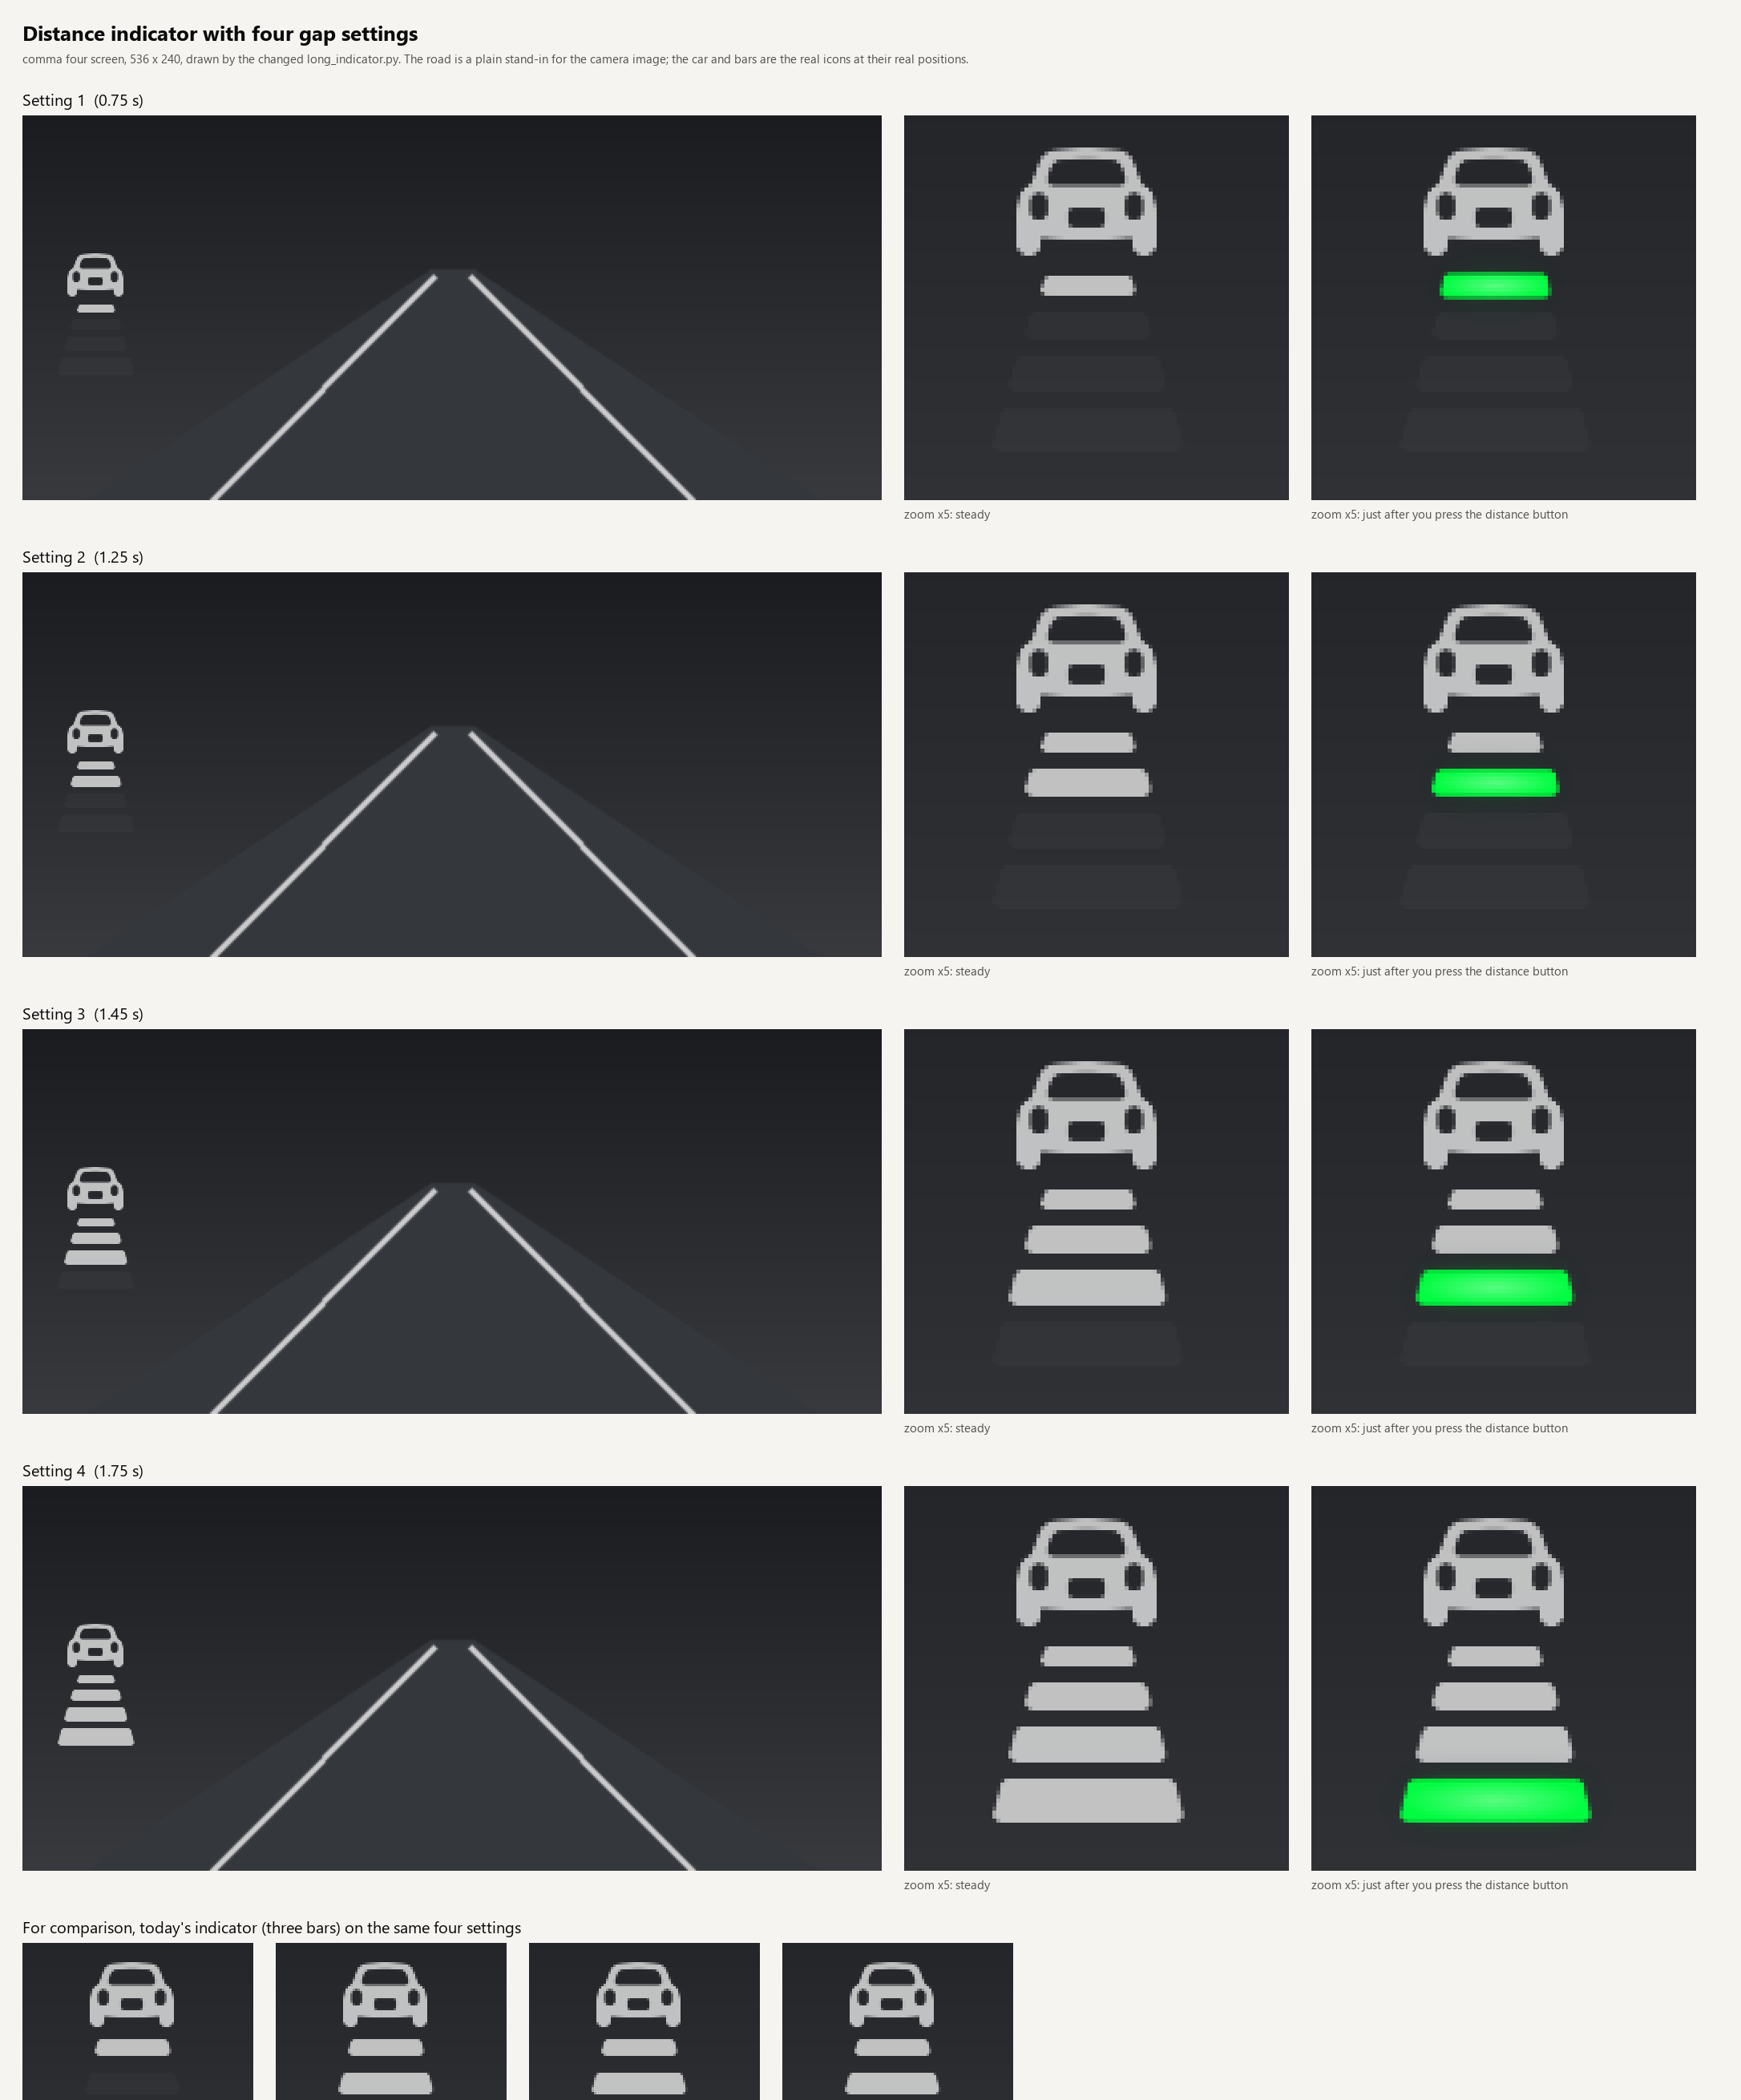 Distance indicator with four gap settings
comma four screen, 536 x 240, drawn by the changed long_indicator.py. The road is a plain stand-in for the camera image; the car and bars are the real icons at their real positions.
Setting 1 (0.75 s)
zoom x5: steady
zoom x5: just after you press the distance button
Setting 2 (1.25 s)
zoom x5: steady
zoom x5: just after you press the distance button
Setting 3 (1.45 s)
zoom x5: steady
zoom x5: just after you press the distance button
Setting 4 (1.75 s)
zoom x5: steady
zoom x5: just after you press the distance button
For comparison, today's indicator (three bars) on the same four settings